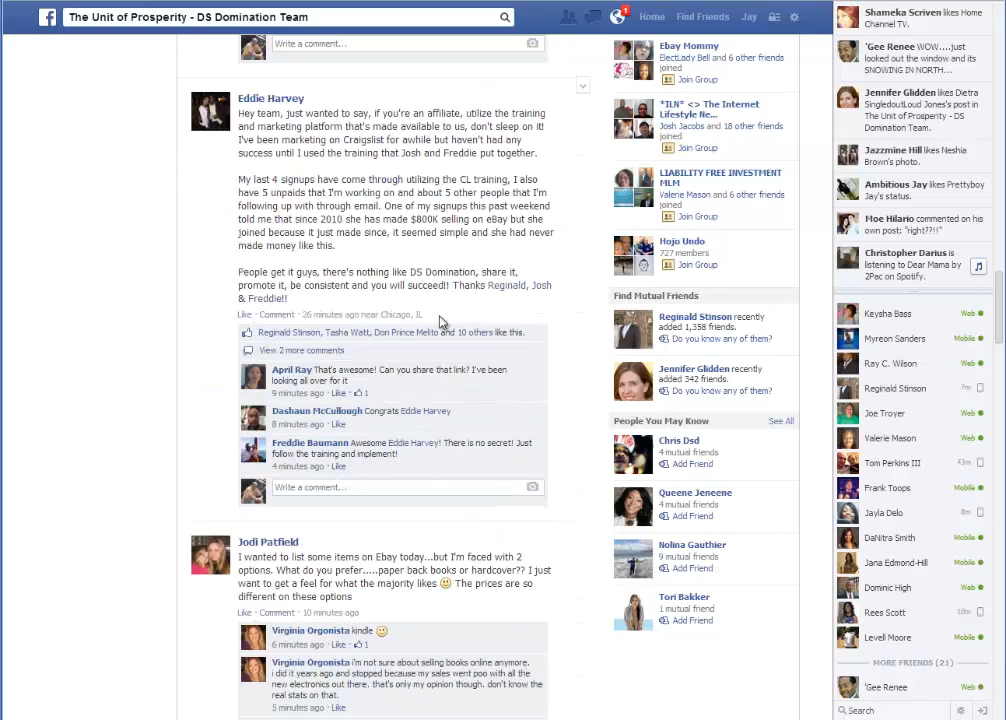 The Unit of Prosperity - DS Domination Team
1
Home Find Friends Jay
Write a comment...
Eddie Harvey
Hey team, just wanted to say, if you're an affiliate, utilize the training
and marketing platform that's made available to us, don't sleep on it!
I've been marketing on Craigslist for awhile but haven't had any
success until I used the training that Josh and Freddie put together.
My last 4 signups have come through utilizing the CL training, I also
have 5 unpaids that I'm working on and about 5 other people that I'm
following up with through email. One of my signups this past weekend
told me that since 2010 she has made $800K selling on eBay but she
joined because it just made since, it seemed simple and she had never
made money like this.
People get it guys, there's nothing like DS Domination, share it,
promote it, be consistent and you will succeed!! Thanks Reginald, Josh
& Freddie!!
Like · Comment · 26 minutes ago near Chicago, IL
Reginald Stinson, Tasha Watt, Don Prince Melito and 10 others like this.
View 2 more comments
April Ray That's awesome! Can you share that link? I've been
looking all over for it
9 minutes ago · Like · 1
Dashaun McCullough Congrats Eddie Harvey
8 minutes ago · Like
Freddie Baumann Awesome Eddie Harvey! There is no secret! Just
follow the training and implement!
4 minutes ago · Like
Write a comment...
Jodi Patfield
I wanted to list some items on Ebay today...but I'm faced with 2
options. What do you prefer.....paper back books or hardcover?? I just
want to get a feel for what the majority likes The prices are so
different on these options
Like · Comment · 10 minutes ago
Virginia Orgonista kindle
6 minutes ago · Like · 1
Virginia Orgonista i'm not sure about selling books online anymore.
i did it years ago and stopped because my sales went poo with all the
new electronics out there. that's only my opinion though. don't know the
real stats on that.
5 minutes ago · Like
Ebay Mommy
ElectLady Bell and 6 other friends
joined
Join Group
*ILN* <> The Internet
Lifestyle Ne...
Josh Jacobs and 18 other friends
joined
Join Group
LIABILITY FREE INVESTMENT
MLM
Valerie Mason and 6 other friends
joined
Join Group
Hojo Undo
727 members
Join Group
Find Mutual Friends
Reginald Stinson recently
added 1,358 friends.
Do you know any of them?
Jennifer Glidden recently
added 342 friends.
Do you know any of them?
People You May Know See All
Chris Dsd
4 mutual friends
Add Friend
Queene Jeneene
4 mutual friends
Add Friend
Nolina Gauthier
9 mutual friends
Add Friend
Tori Bakker
1 mutual friend
Add Friend
Shameka Scriven likes Home
Channel TV.
'Gee Renee WOW....just
looked out the window and its
SNOWING IN NORTH...
Jennifer Glidden likes Dietra
SingledoutLoud Jones's post in
The Unit of Prosperity - DS
Domination Team.
Jazzmine Hill likes Neshia
Brown's photo.
Ambitious Jay likes Prettyboy
Jay's status.
Moe Hilario commented on his
own post: "right??!!"
Christopher Darius is
listening to Dear Mama by
2Pac on Spotify.
Keysha Bass Web
Myreon Sanders Mobile
Ray C. Wilson Web
Reginald Stinson 7m
Joe Troyer Web
Valerie Mason Web
Tom Perkins III 43m
Frank Toops Mobile
Jayla Delo 8m
DaNitra Smith Mobile
Jana Edmond-Hill Mobile
Dominic High Web
Rees Scott 10m
Levell Moore Mobile
MORE FRIENDS (21)
'Gee Renee Web
Search